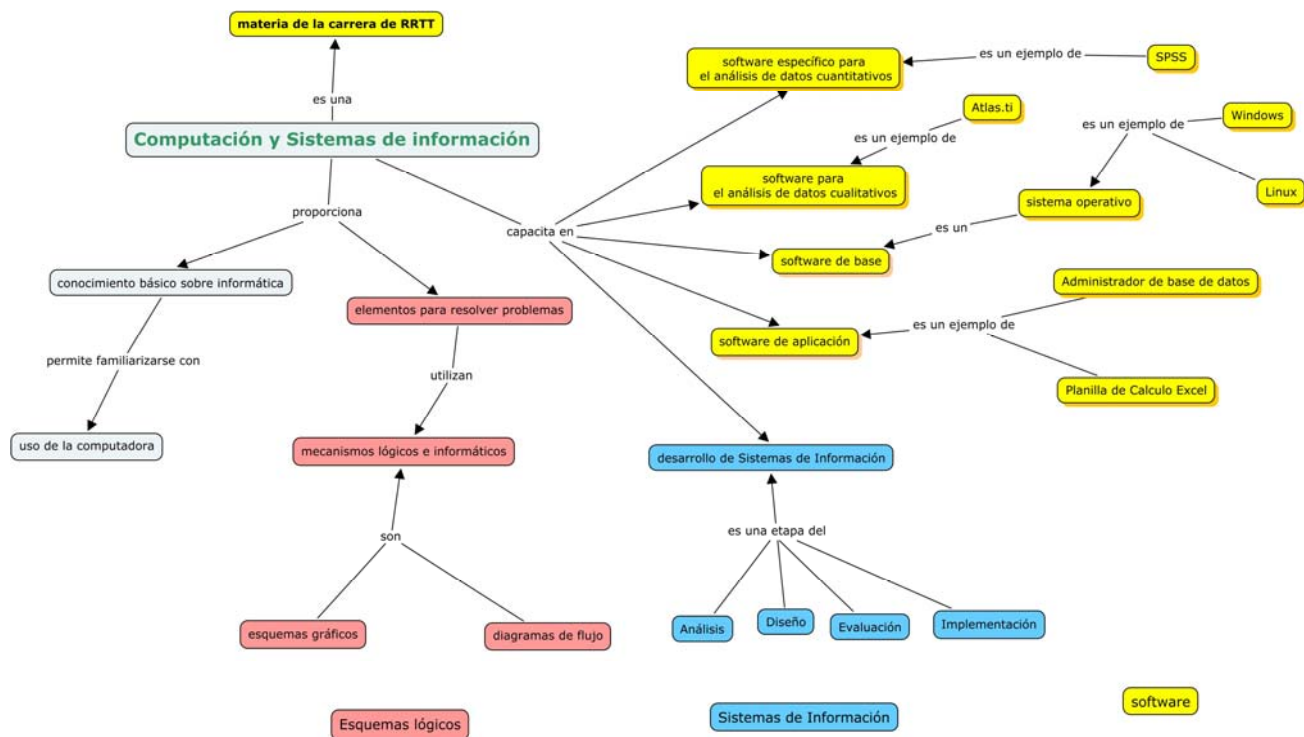 materia de la carrera de RRTT
es una
Computación y Sistemas de información
proporciona
conocimiento básico sobre informática
permite familiarizarse con
uso de la computadora
elementos para resolver problemas
utilizan
mecanismos lógicos e informáticos
son
esquemas gráficos
diagramas de flujo
capacita en
software específico para
el análisis de datos cuantitativos
es un ejemplo de
SPSS
software para
el análisis de datos cualitativos
es un ejemplo de
Atlas.ti
software de base
es un
sistema operativo
es un ejemplo de
Windows
Linux
software de aplicación
es un ejemplo de
Administrador de base de datos
Planilla de Calculo Excel
desarrollo de Sistemas de Información
es una etapa del
Análisis
Diseño
Evaluación
Implementación
Esquemas lógicos
Sistemas de Información
software